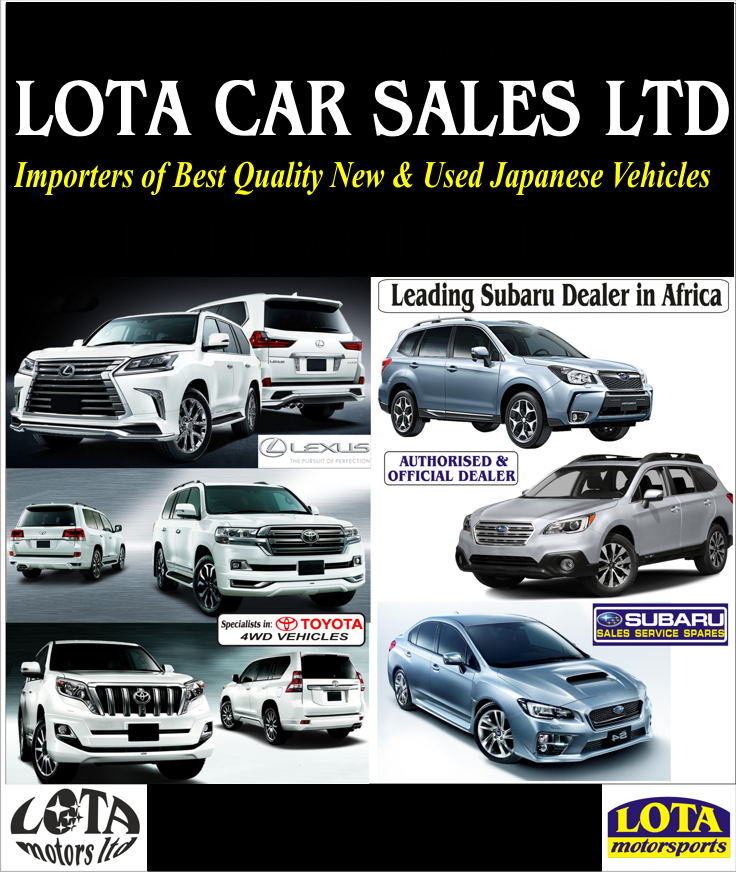 LOTA CAR SALES LTD
Importers of Best Quality New & Used Japanese Vehicles
Leading Subaru Dealer in Africa
LEXUS
THE PURSUIT OF PERFECTION
AUTHORISED &
OFFICIAL DEALER
Specialists in: TOYOTA
4WD VEHICLES
SUBARU
SALES SERVICE SPARES
LOTA
motors ltd
LOTA
motorsports